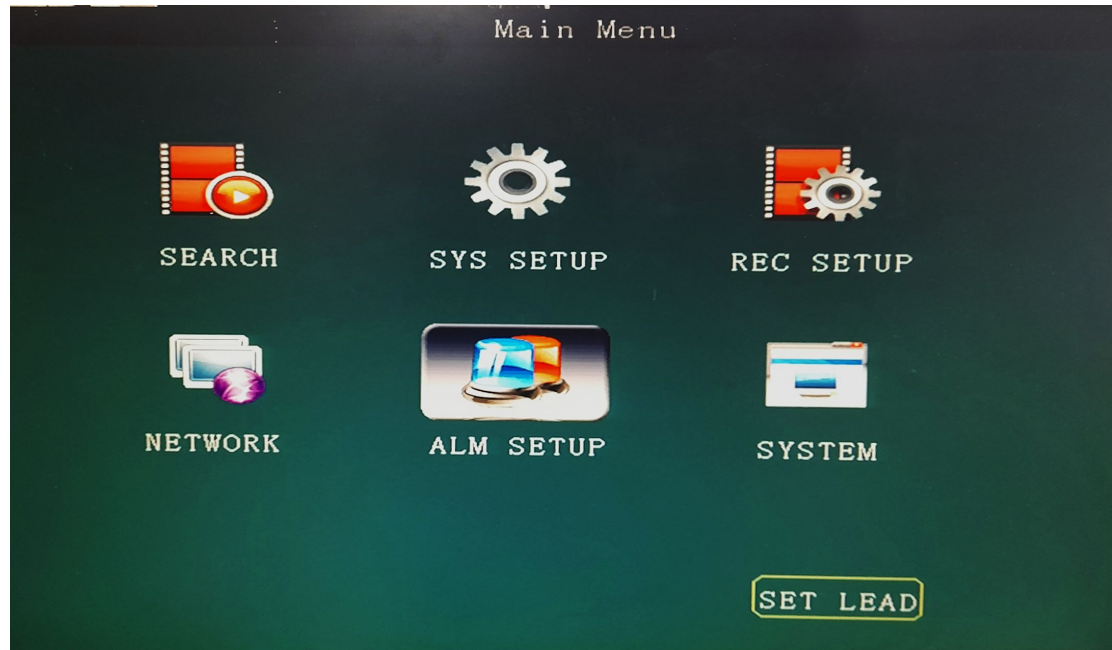 Main Menu
SEARCH
SYS SETUP
REC SETUP
NETWORK
ALM SETUP
SYSTEM
SET LEAD